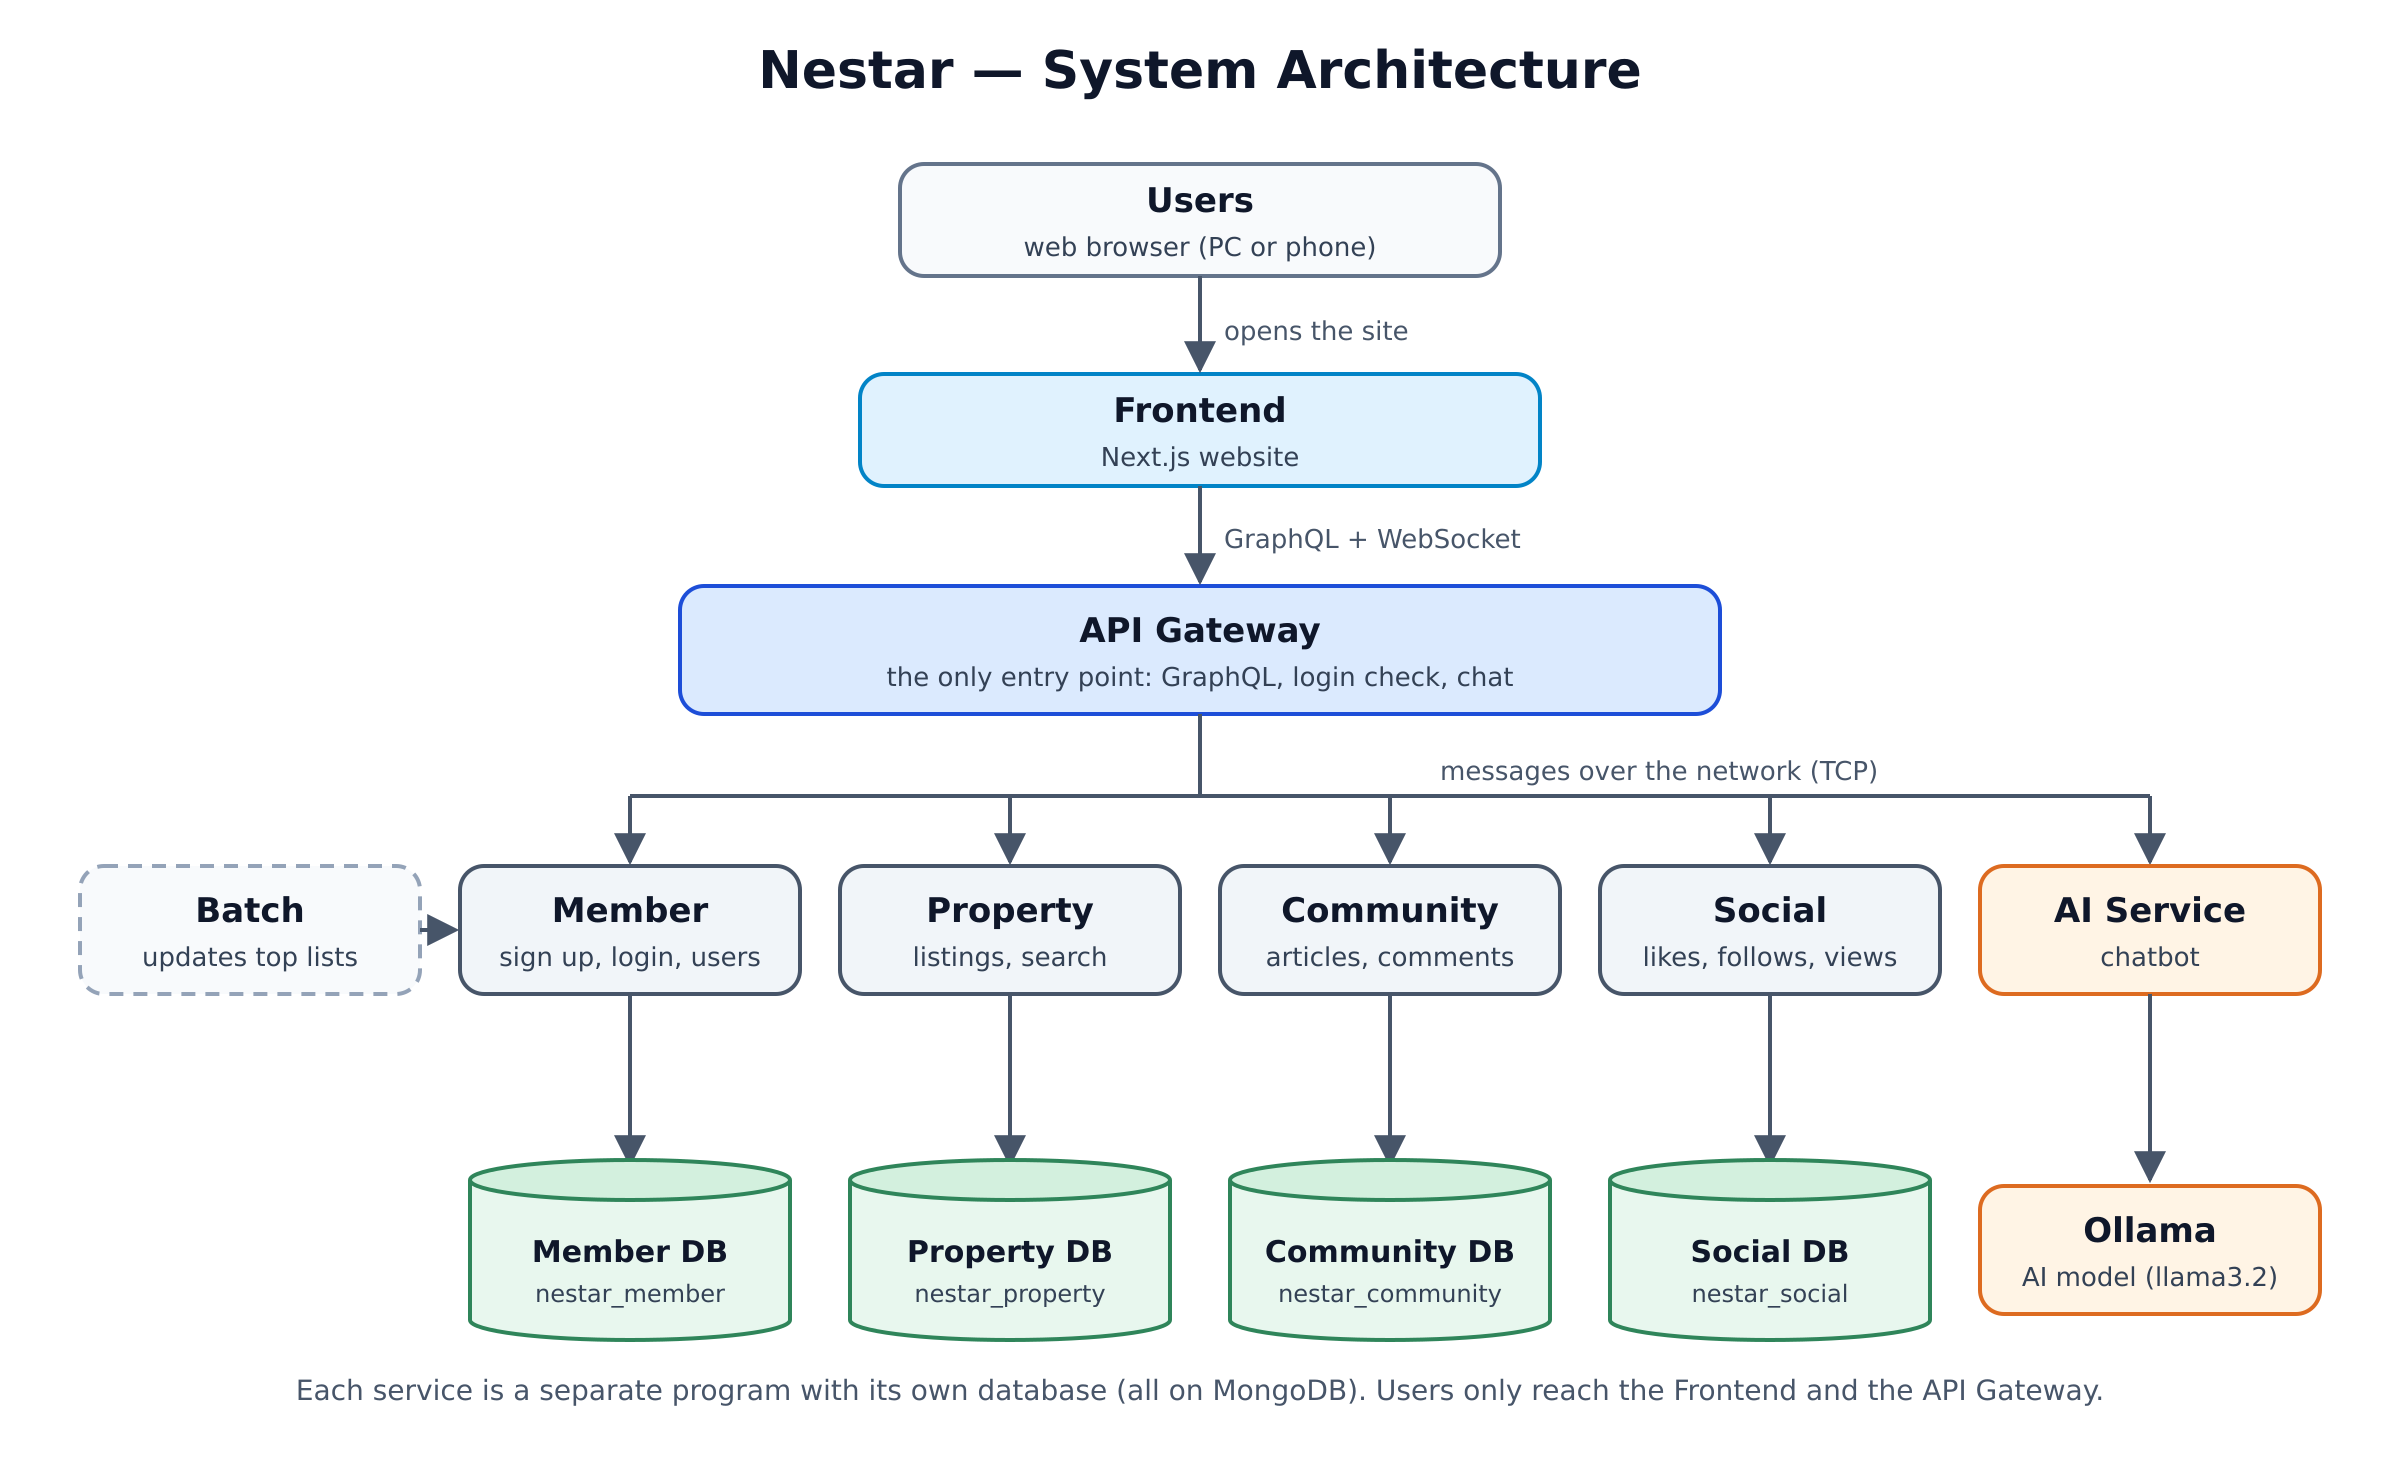 Nestar — System Architecture
Users
web browser (PC or phone)
opens the site
Frontend
Next.js website
GraphQL + WebSocket
API Gateway
the only entry point: GraphQL, login check, chat
messages over the network (TCP)
Batch
updates top lists
Member
sign up, login, users
Property
listings, search
Community
articles, comments
Social
likes, follows, views
AI Service
chatbot
Member DB
nestar_member
Property DB
nestar_property
Community DB
nestar_community
Social DB
nestar_social
Ollama
AI model (llama3.2)
Each service is a separate program with its own database (all on MongoDB). Users only reach the Frontend and the API Gateway.